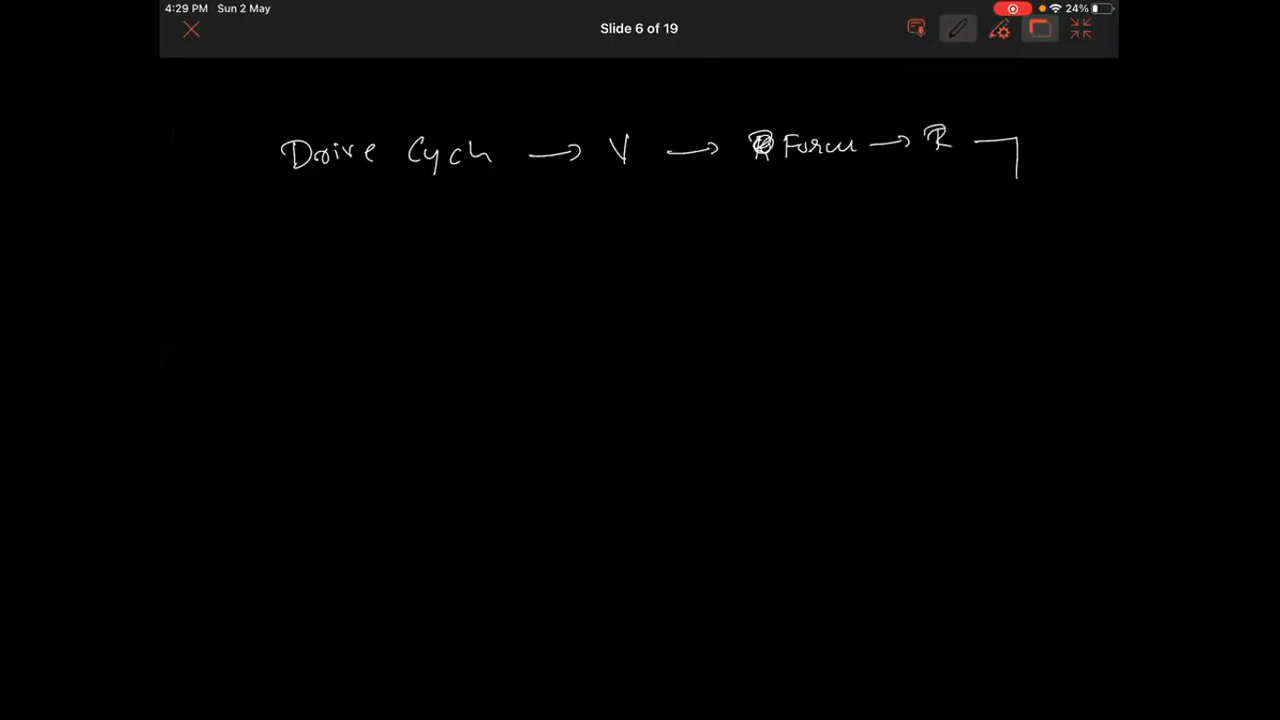 4:29 PM Sun 2 May 24%
Slide 6 of 19
Drive Cycle → V → Force →